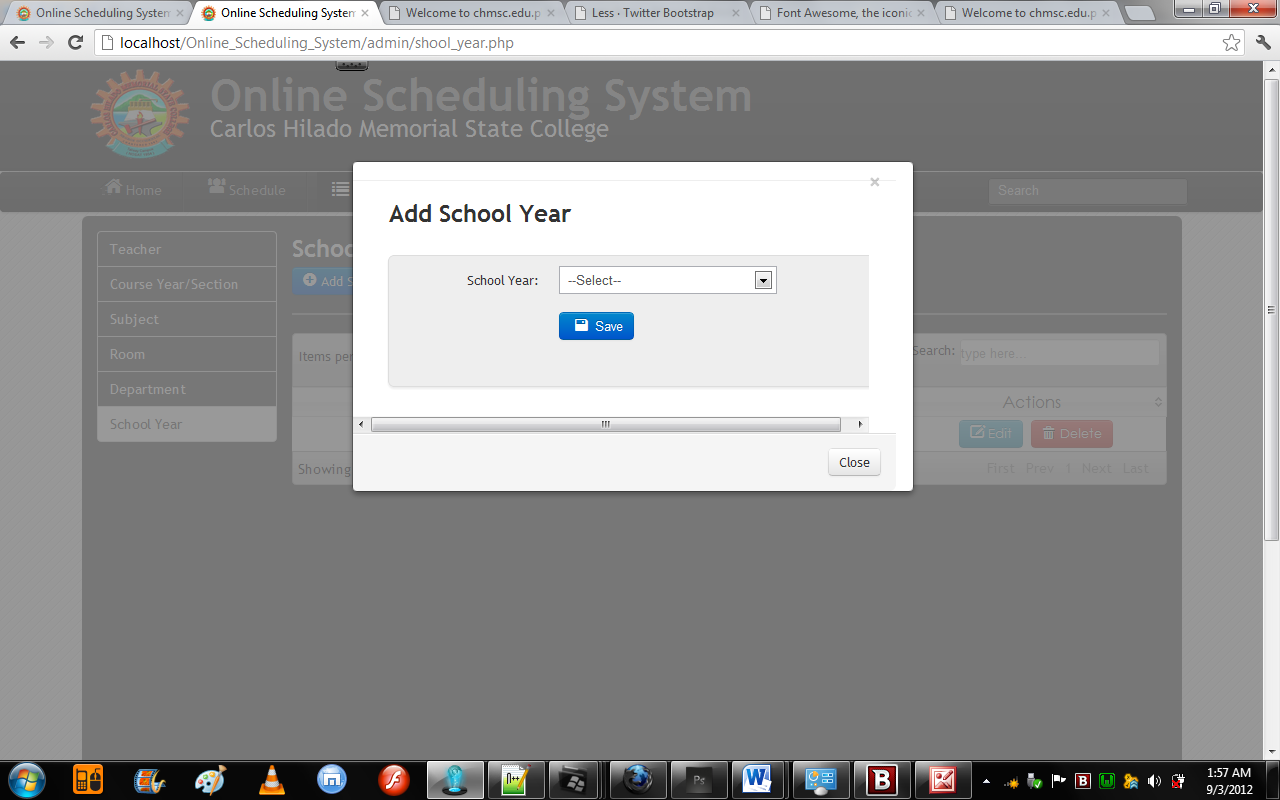 Online Scheduling System
Online Scheduling System
Welcome to chmsc.edu.p
Less · Twitter Bootstrap
Font Awesome, the iconic
Welcome to chmsc.edu.p
localhost/Online_Scheduling_System/admin/shool_year.php
Online Scheduling System
Carlos Hilado Memorial State College
Home
Schedule
Search
Teacher
Course Year/Section
Subject
Room
Department
School Year
Schoo
Add S
Items per
Search:
type here...
Actions
Edit
Delete
Showing
First Prev 1 Next Last
×
Add School Year
School Year:
--Select--
Save
Close
N++
Ps
W
B
B
1:57 AM
9/3/2012